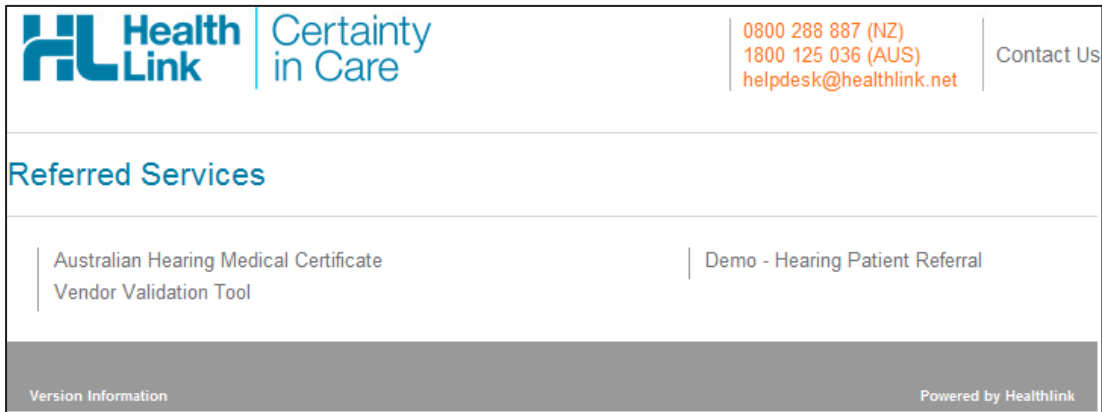 Health Link
Certainty in Care
0800 288 887 (NZ)
1800 125 036 (AUS)
helpdesk@healthlink.net
Contact Us
Referred Services
Australian Hearing Medical Certificate
Vendor Validation Tool
Demo - Hearing Patient Referral
Version Information
Powered by Healthlink